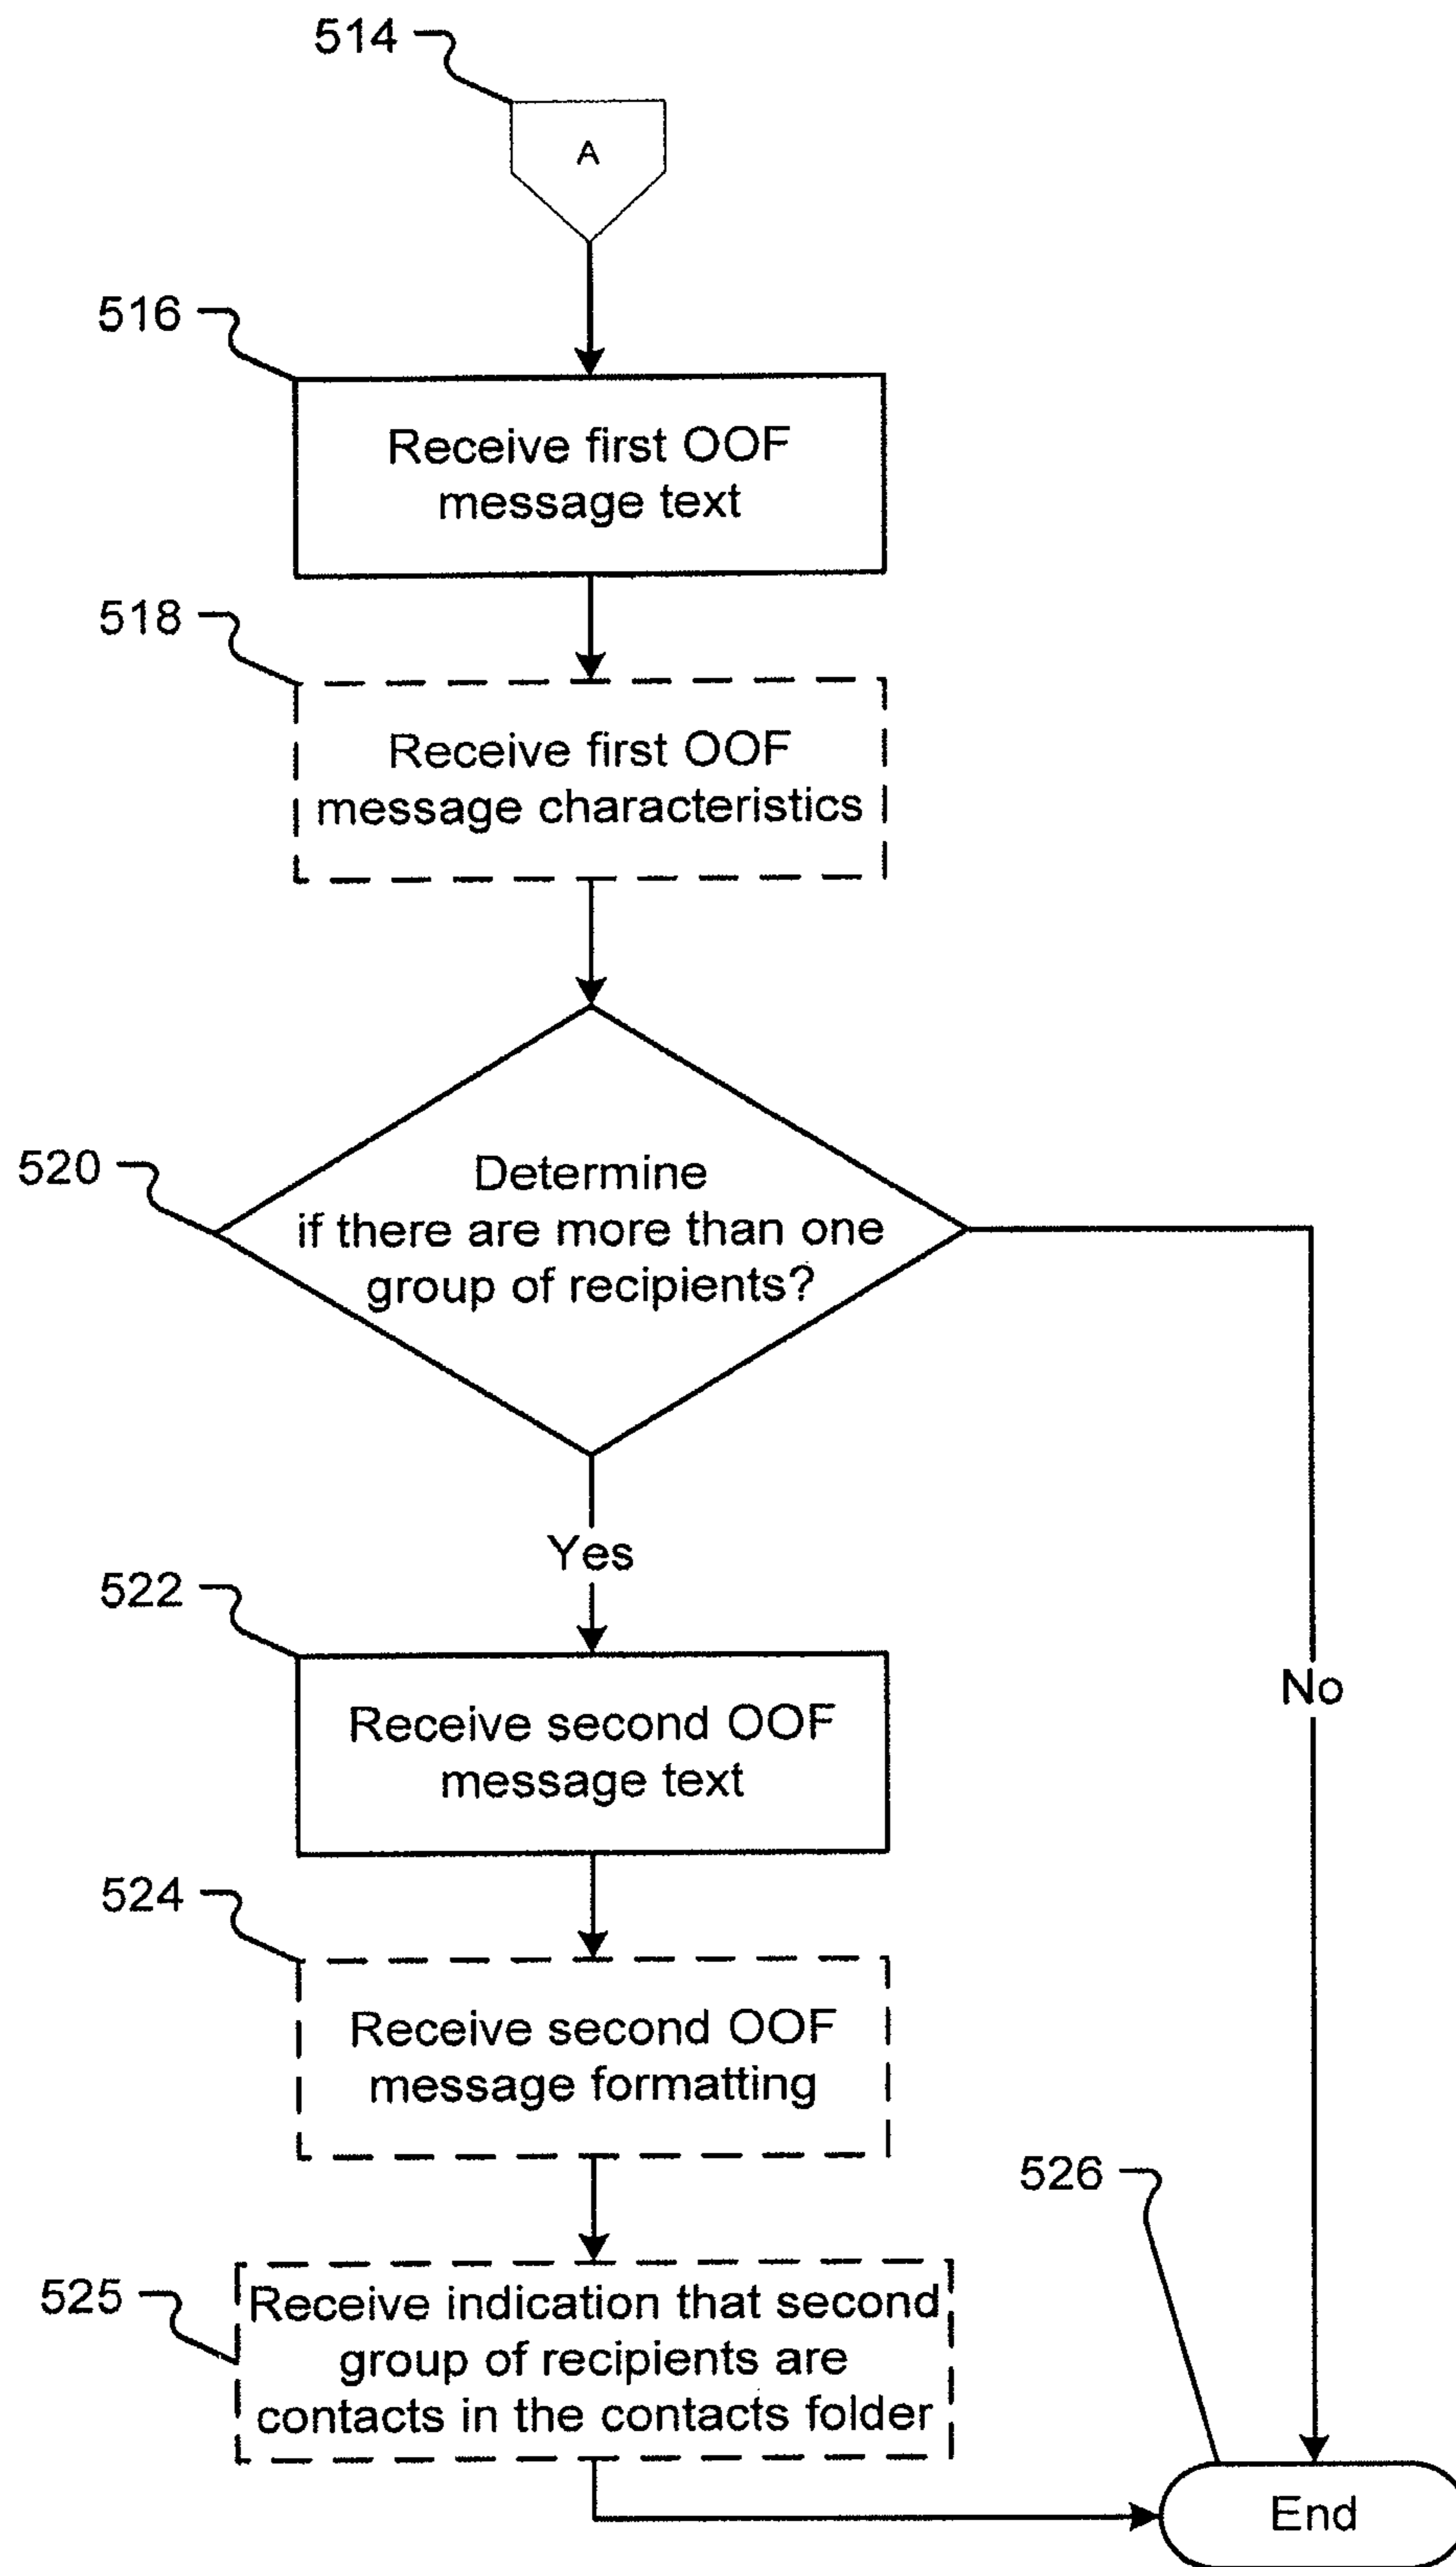 514
A
516
Receive first OOF
message text
518
Receive first OOF
message characteristics
520
Determine
if there are more than one
group of recipients?
Yes
No
522
Receive second OOF
message text
524
Receive second OOF
message formatting
525
Receive indication that second
group of recipients are
contacts in the contacts folder
526
End